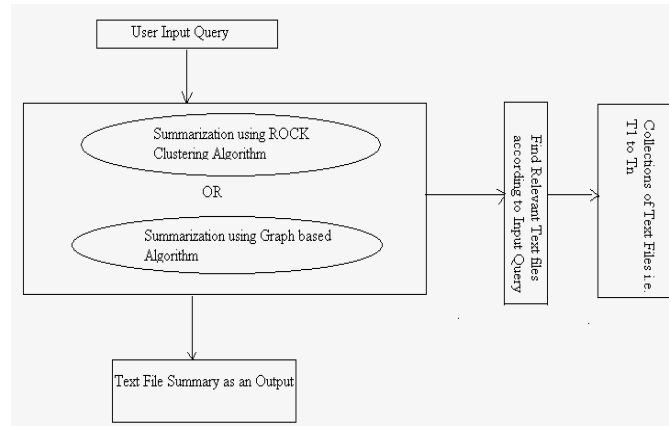 User Input Query
Summarization using ROCK
Clustering Algorithm
OR
Summarization using Graph based
Algorithm
Text File Summary as an Output
Find Relevant Text files
according to Input Query
Collections of Text Files i.e.
T1 to Tn